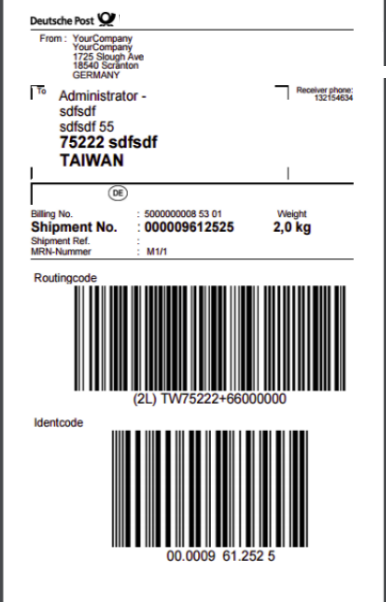 Deutsche Post
From : YourCompany
YourCompany
1725 Slough Ave
18540 Scranton
GERMANY
To
Administrator -
sdfsdf
sdfsdf 55
75222 sdfsdf
TAIWAN
Receiver phone:
132154634
DE
Billing No. : 5000000008 53 01 Weight
Shipment No. : 000009612525 2,0 kg
Shipment Ref. :
MRN-Nummer : M1/1
Routingcode
(2L) TW75222+66000000
Identcode
00.0009 61.252 5